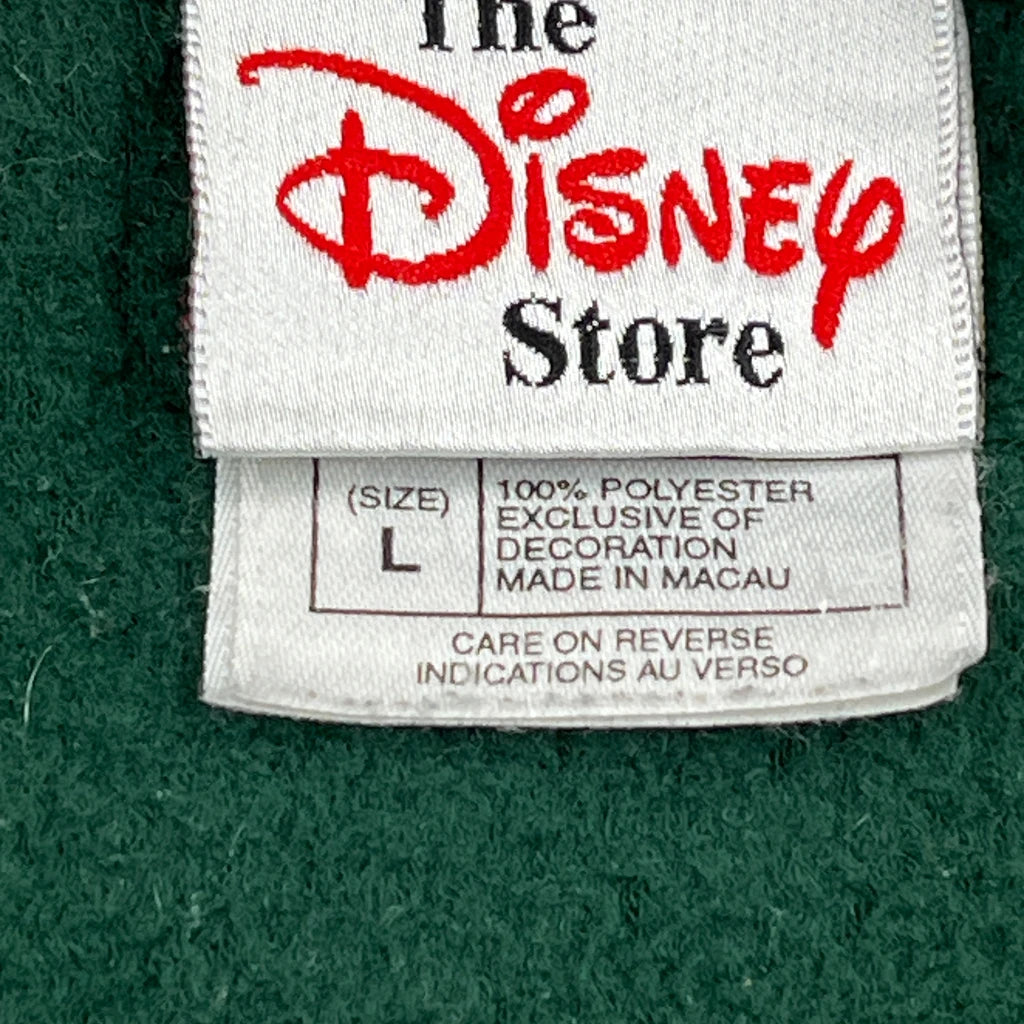 The
Disney
Store
(SIZE)
L
100% POLYESTER
EXCLUSIVE OF
DECORATION
MADE IN MACAU
CARE ON REVERSE
INDICATIONS AU VERSO